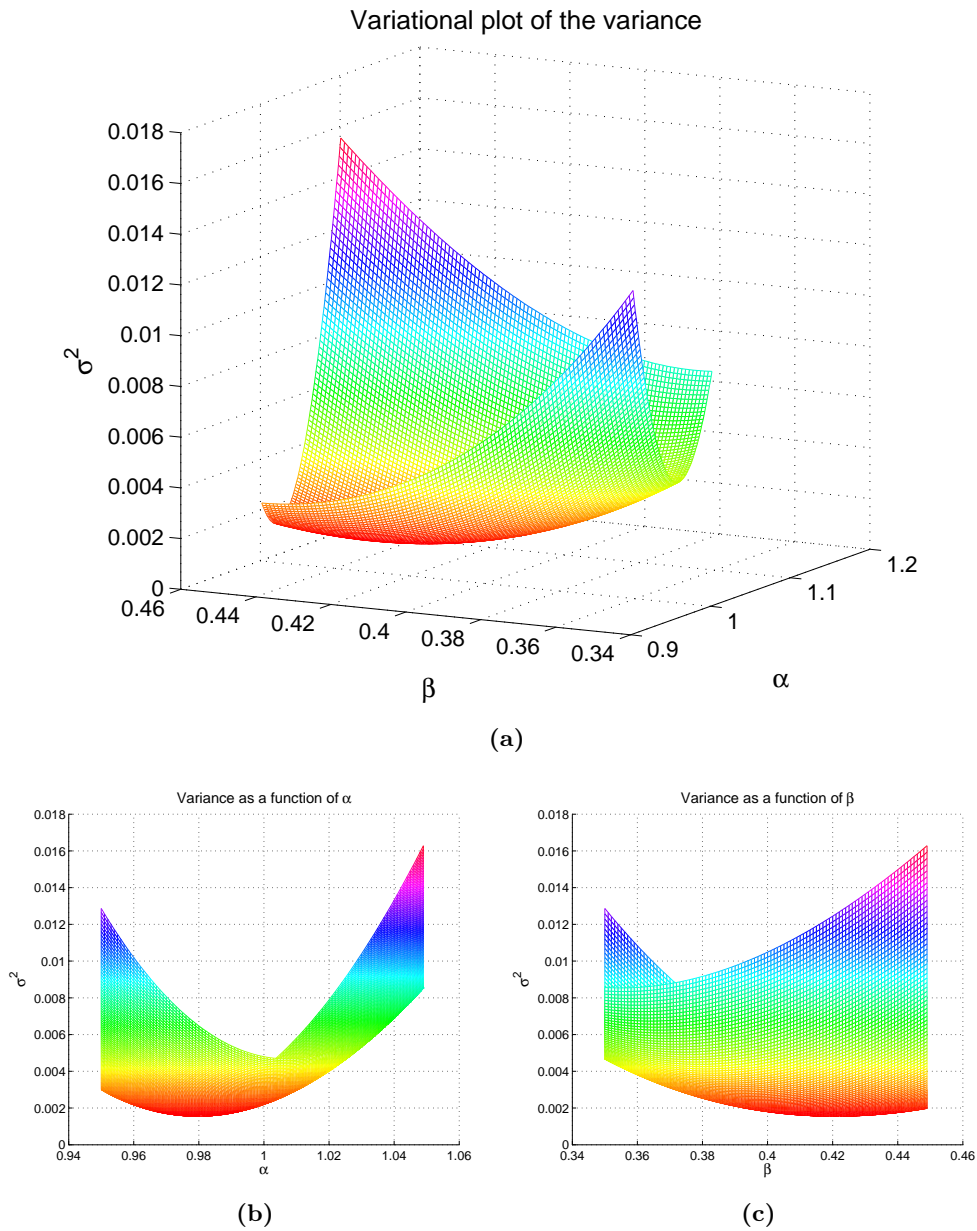 Variational plot of the variance
0.018
0.016
0.014
0.012
0.01
0.008
0.006
0.004
0.002
0
σ²
0.46
0.44
0.42
0.4
0.38
0.36
0.34
β
0.9
1
1.1
1.2
α
(a)
Variance as a function of α
0.018
0.016
0.014
0.012
0.01
0.008
0.006
0.004
0.002
0
σ²
0.94 0.96 0.98 1 1.02 1.04 1.06
α
(b)
Variance as a function of β
0.018
0.016
0.014
0.012
0.01
0.008
0.006
0.004
0.002
0
σ²
0.34 0.36 0.38 0.4 0.42 0.44 0.46
β
(c)